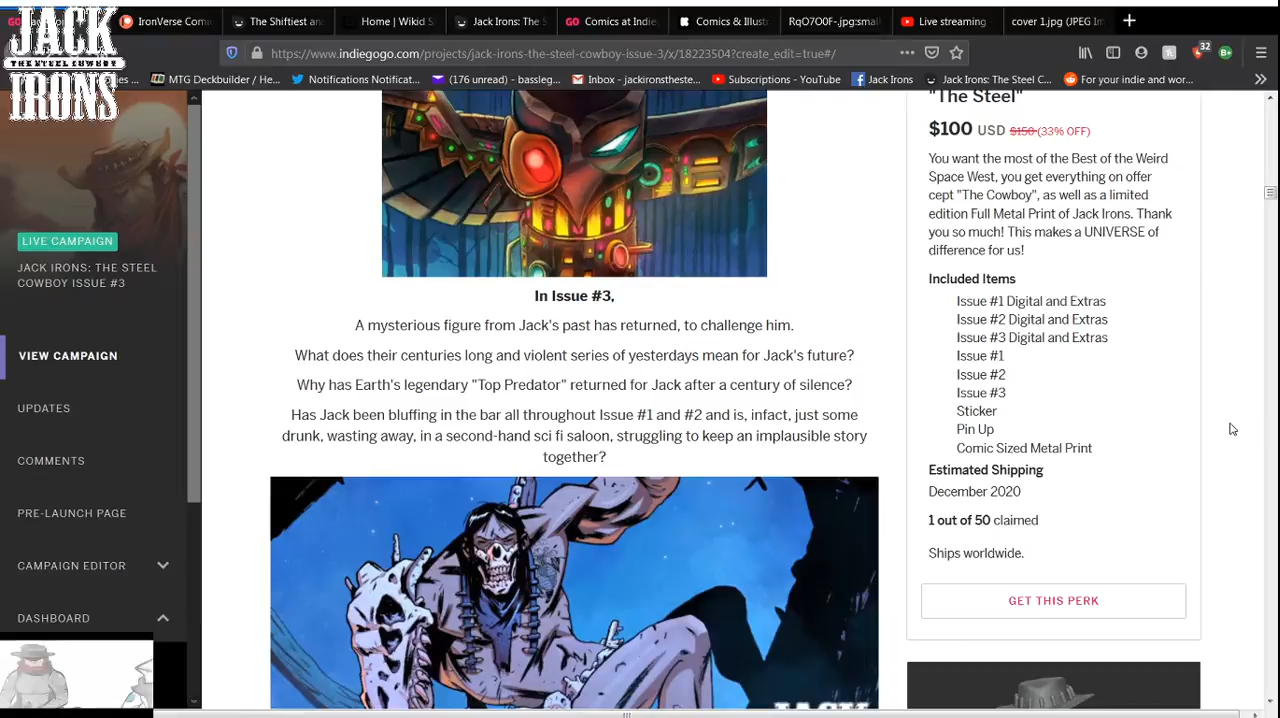 IronVerse Comi
The Shiftiest and
Home | Wikid S
Jack Irons: The S
GO Comics at Indie
Comics & Illust
RqO7O0F-.jpg:small
Live streaming
cover 1.jpg (JPEG Im
JACK
THE STEEL COWBOY
IRONS
https://www.indiegogo.com/projects/jack-irons-the-steel-cowboy-issue-3/x/18223504?create_edit=true#/
32
MTG Deckbuilder / He...
Notifications Notificat...
(176 unread) - bassleg...
Inbox - jackironstheste...
Subscriptions - YouTube
Jack Irons
Jack Irons: The Steel C...
For your indie and wor...
LIVE CAMPAIGN
JACK IRONS: THE STEEL
COWBOY ISSUE #3
VIEW CAMPAIGN
UPDATES
COMMENTS
PRE-LAUNCH PAGE
CAMPAIGN EDITOR
DASHBOARD
In Issue #3,
A mysterious figure from Jack's past has returned, to challenge him.
What does their centuries long and violent series of yesterdays mean for Jack's future?
Why has Earth's legendary "Top Predator" returned for Jack after a century of silence?
Has Jack been bluffing in the bar all throughout Issue #1 and #2 and is, infact, just some
drunk, wasting away, in a second-hand sci fi saloon, struggling to keep an implausible story
together?
"The Steel"
$100 USD $150 (33% OFF)
You want the most of the Best of the Weird
Space West, you get everything on offer
cept "The Cowboy", as well as a limited
edition Full Metal Print of Jack Irons. Thank
you so much! This makes a UNIVERSE of
difference for us!
Included Items
Issue #1 Digital and Extras
Issue #2 Digital and Extras
Issue #3 Digital and Extras
Issue #1
Issue #2
Issue #3
Sticker
Pin Up
Comic Sized Metal Print
Estimated Shipping
December 2020
1 out of 50 claimed
Ships worldwide.
GET THIS PERK